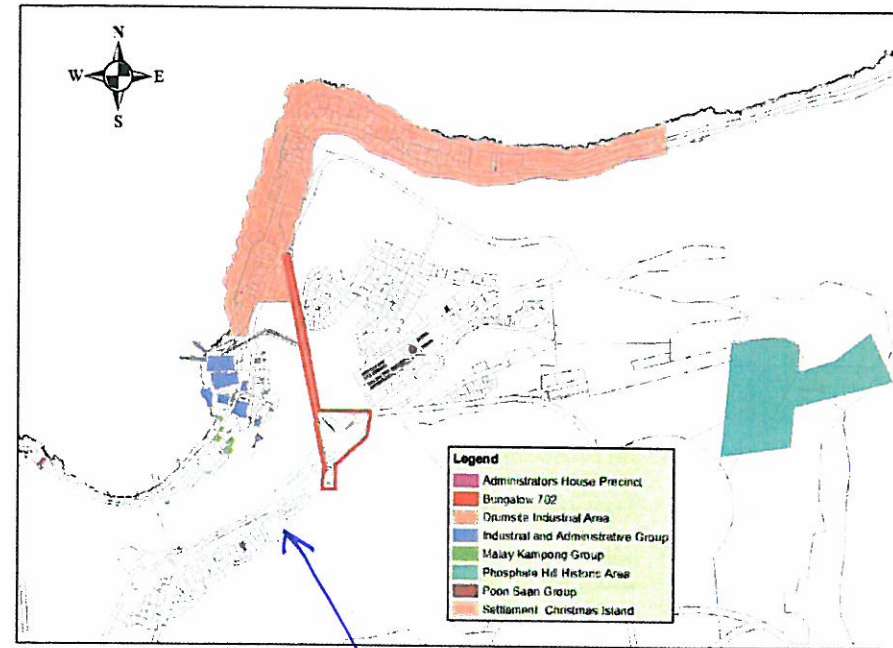 N
W E
S
Legend
Administrators House Precinct
Bungalow 702
Drumsite Industrial Area
Industrial and Administrative Group
Malay Kampong Group
Phosphate Hill Historic Area
Poon Saan Group
Settlement Christmas Island